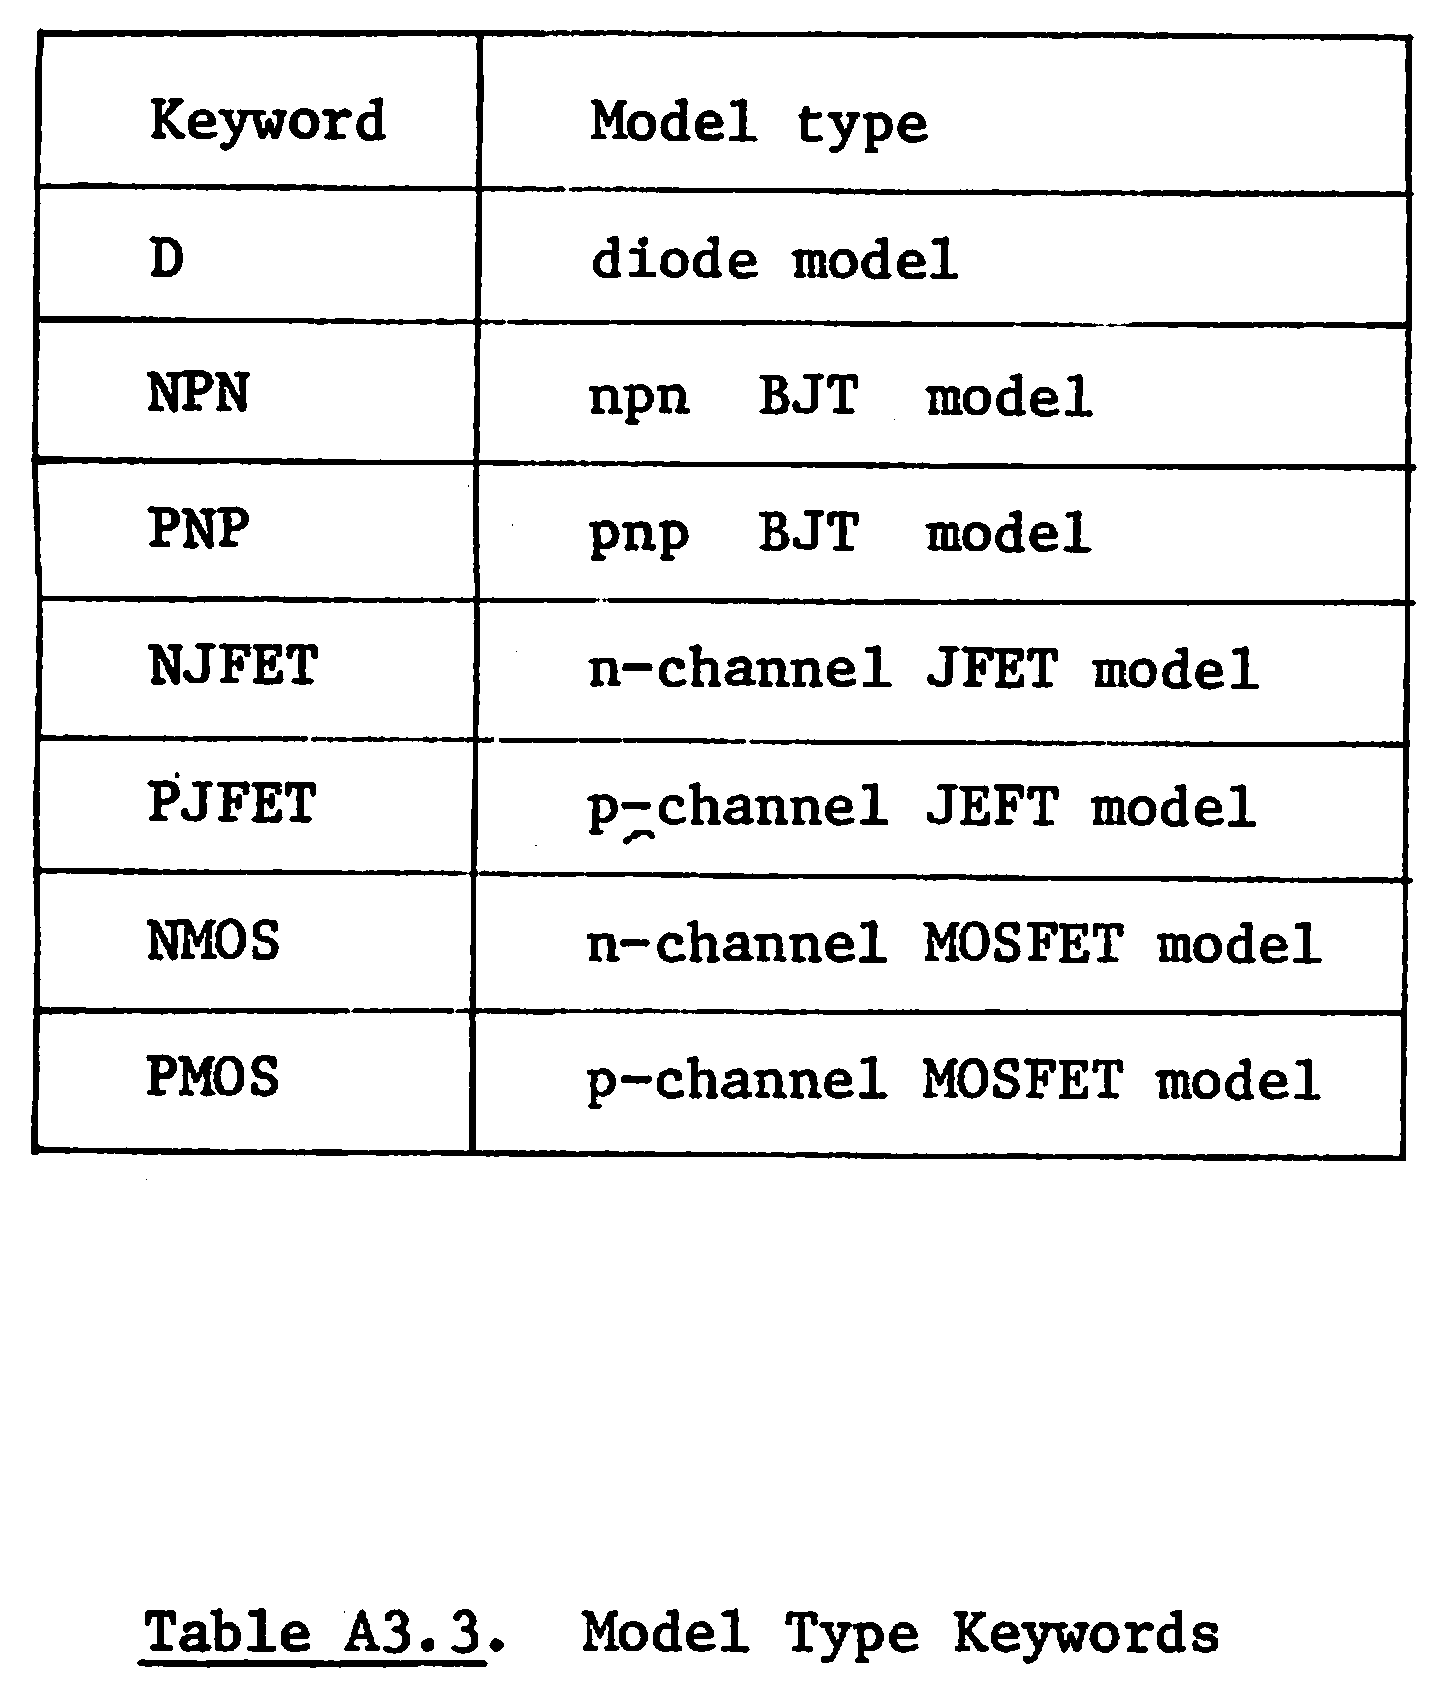 Keyword Model type
D diode model
NPN npn BJT model
PNP pnp BJT model
NJFET n-channel JFET model
PJFET p-channel JEFT model
NMOS n-channel MOSFET model
PMOS p-channel MOSFET model
Table A3.3. Model Type Keywords